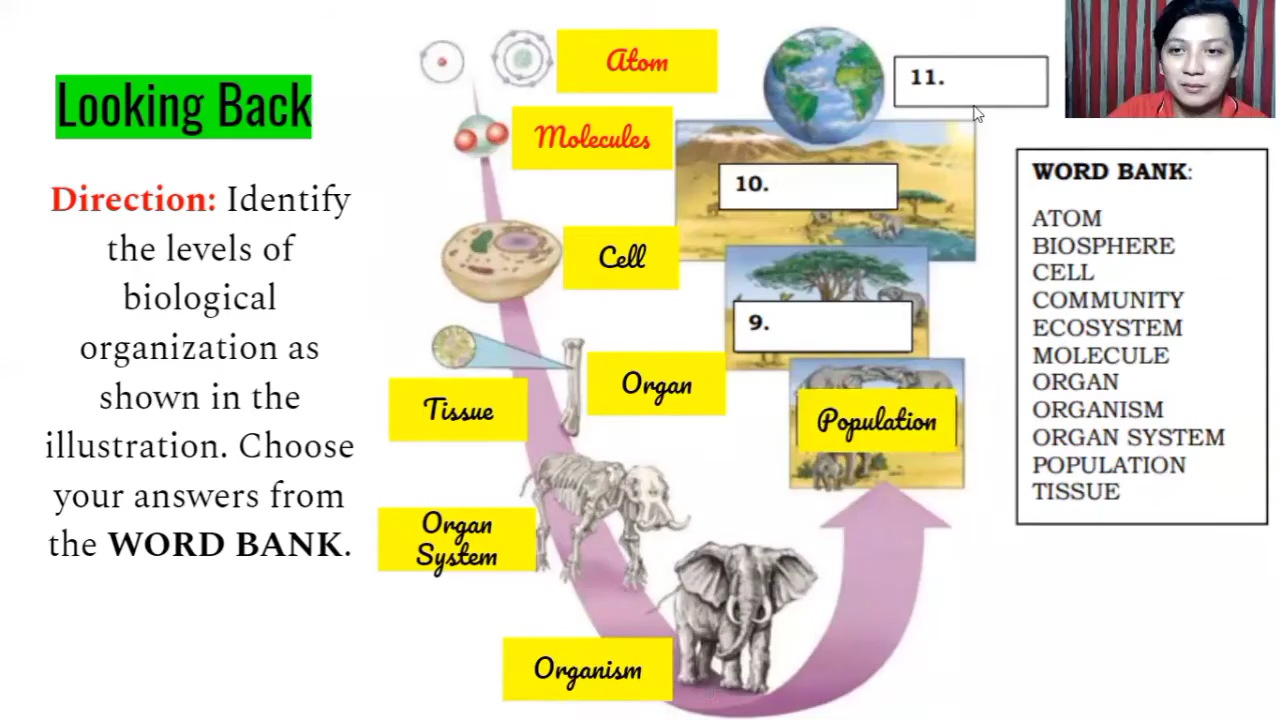 Looking Back
Direction: Identify
the levels of
biological
organization as
shown in the
illustration. Choose
your answers from
the WORD BANK.
Atom
Molecules
Cell
Tissue
Organ
Organ
System
Organism
Population
9.
10.
11.
WORD BANK:
ATOM
BIOSPHERE
CELL
COMMUNITY
ECOSYSTEM
MOLECULE
ORGAN
ORGANISM
ORGAN SYSTEM
POPULATION
TISSUE